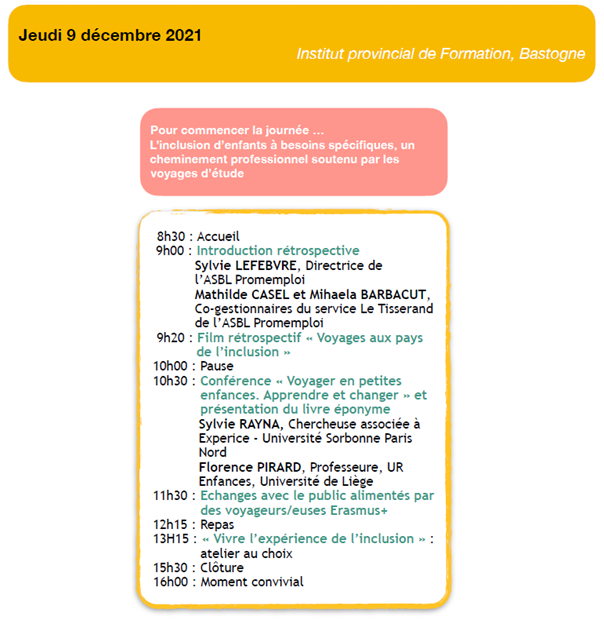 Jeudi 9 décembre 2021
Institut provincial de Formation, Bastogne
Pour commencer la journée ...
L'inclusion d'enfants à besoins spécifiques, un
cheminement professionnel soutenu par les
voyages d'étude
8h30 : Accueil
9h00 : Introduction rétrospective
Sylvie LEFEBVRE, Directrice de
l'ASBL Promemploi
Mathilde CASEL et Mihaela BARBACUT,
Co-gestionnaires du service Le Tisserand
de l'ASBL Promemploi
9h20 : Film rétrospectif « Voyages aux pays
de l'inclusion »
10h00 : Pause
10h30 : Conférence « Voyager en petites
enfances. Apprendre et changer » et
présentation du livre éponyme
Sylvie RAYNA, Chercheuse associée à
Experice - Université Sorbonne Paris
Nord
Florence PIRARD, Professeure, UR
Enfances, Université de Liège
11h30 : Echanges avec le public alimentés par
des voyageurs/euses Erasmus+
12h15 : Repas
13H15 : « Vivre l'expérience de l'inclusion » :
atelier au choix
15h30 : Clôture
16h00 : Moment convivial